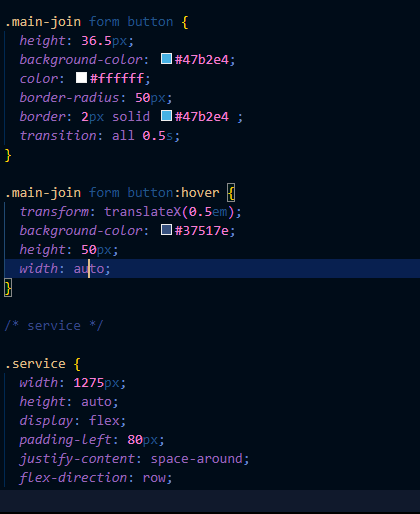 .main-join form button {
height: 36.5px;
background-color: #47b2e4;
color: #ffffff;
border-radius: 50px;
border: 2px solid #47b2e4 ;
transition: all 0.5s;
}
.main-join form button:hover {
transform: translateX(0.5em);
background-color: #37517e;
height: 50px;
width: auto;
}
/* service */
.service {
width: 1275px;
height: auto;
display: flex;
padding-left: 80px;
justify-content: space-around;
flex-direction: row;